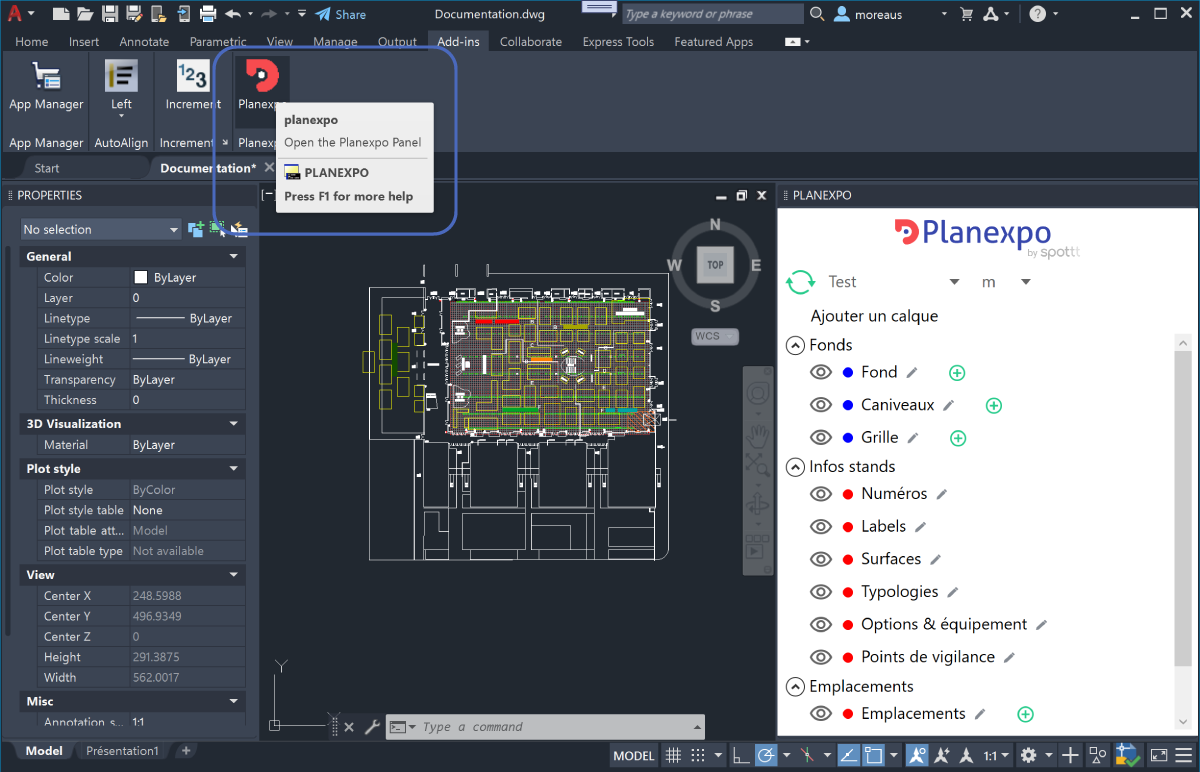 A Share Documentation.dwg Type a keyword or phrase moreaus ?
Home Insert Annotate Parametric View Manage Output Add-ins Collaborate Express Tools Featured Apps
App Manager Left Increment Planexpo
App Manager AutoAlign Increment Planexpo
planexpo
Open the Planexpo Panel
PLANEXPO
Press F1 for more help
Start Documentation*
PROPERTIES
No selection
General
Color ByLayer
Layer 0
Linetype ByLayer
Linetype scale 1
Lineweight ByLayer
Transparency ByLayer
Thickness 0
3D Visualization
Material ByLayer
Plot style
Plot style ByColor
Plot style table None
Plot table att... Model
Plot table type Not available
View
Center X 248.5988
Center Y 496.9349
Center Z 0
Height 291.3875
Width 562.0017
Misc
Annotation s... 1:1
[−]
N
W TOP E
S
WCS
Y
X
Type a command
PLANEXPO
Planexpo
by spottt
Test m
Ajouter un calque
Fonds
Fond
Caniveaux
Grille
Infos stands
Numéros
Labels
Surfaces
Typologies
Options & équipement
Points de vigilance
Emplacements
Emplacements
Model Présentation1 +
MODEL 1:1